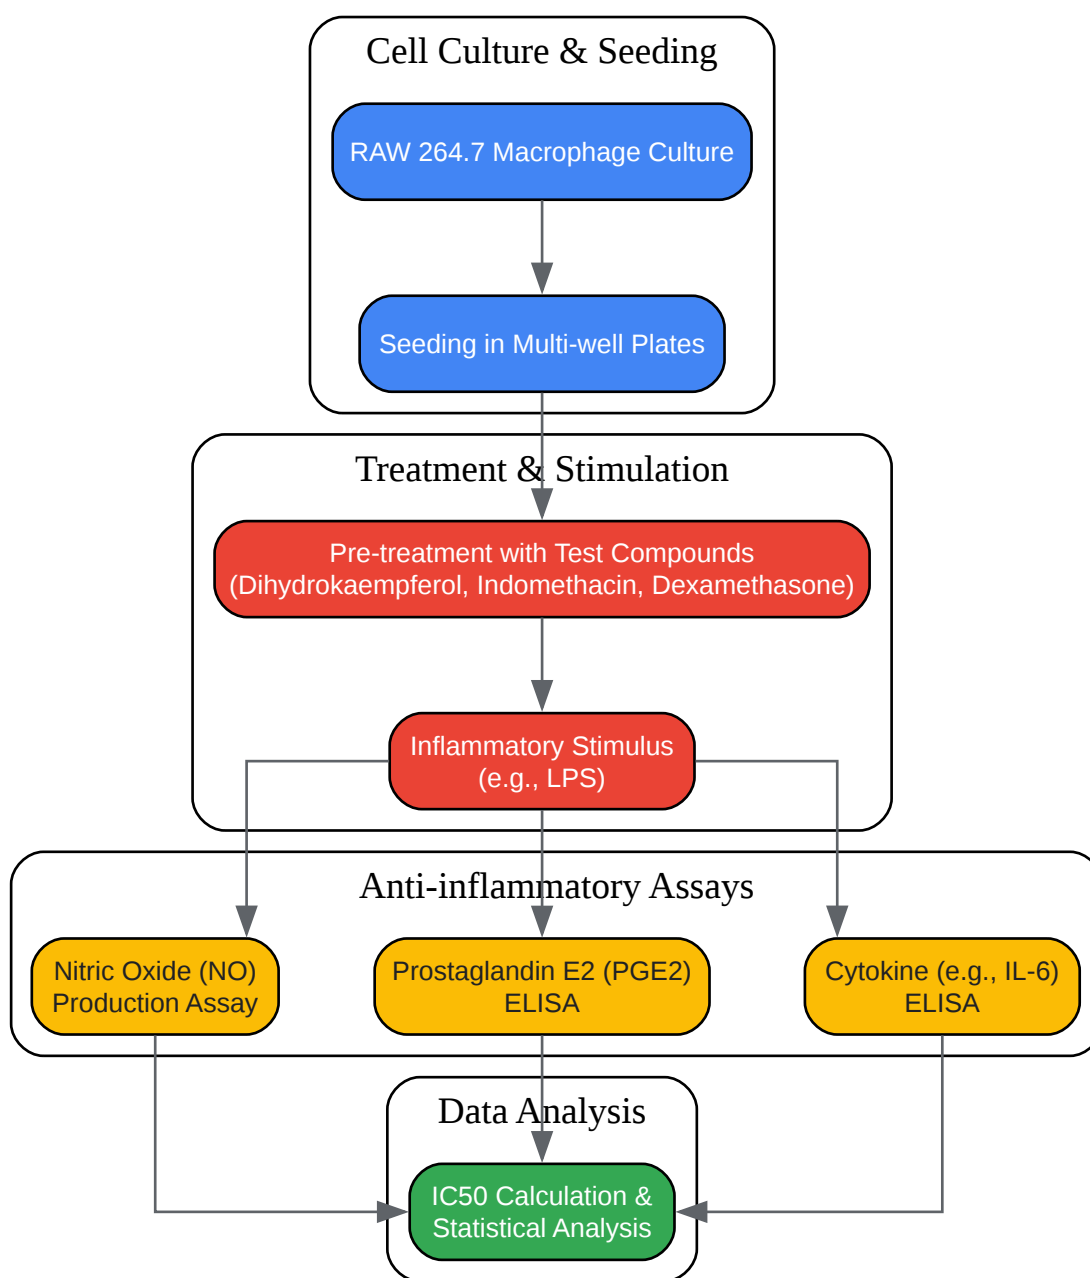 Cell Culture & Seeding
RAW 264.7 Macrophage Culture
Seeding in Multi-well Plates
Treatment & Stimulation
Pre-treatment with Test Compounds
(Dihydrokaempferol, Indomethacin, Dexamethasone)
Inflammatory Stimulus
(e.g., LPS)
Anti-inflammatory Assays
Nitric Oxide (NO)
Production Assay
Prostaglandin E2 (PGE2)
ELISA
Cytokine (e.g., IL-6)
ELISA
Data Analysis
IC50 Calculation &
Statistical Analysis